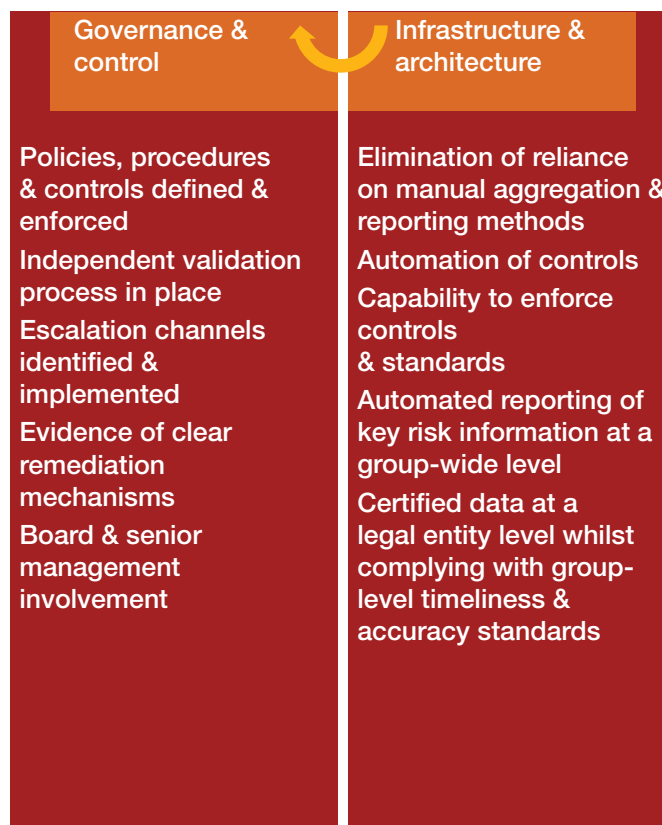 Governance &
control
Policies, procedures
& controls defined &
enforced
Independent validation
process in place
Escalation channels
identified &
implemented
Evidence of clear
remediation
mechanisms
Board & senior
management
involvement
Infrastructure &
architecture
Elimination of reliance
on manual aggregation &
reporting methods
Automation of controls
Capability to enforce
controls
& standards
Automated reporting of
key risk information at a
group-wide level
Certified data at a
legal entity level whilst
complying with group-
level timeliness &
accuracy standards